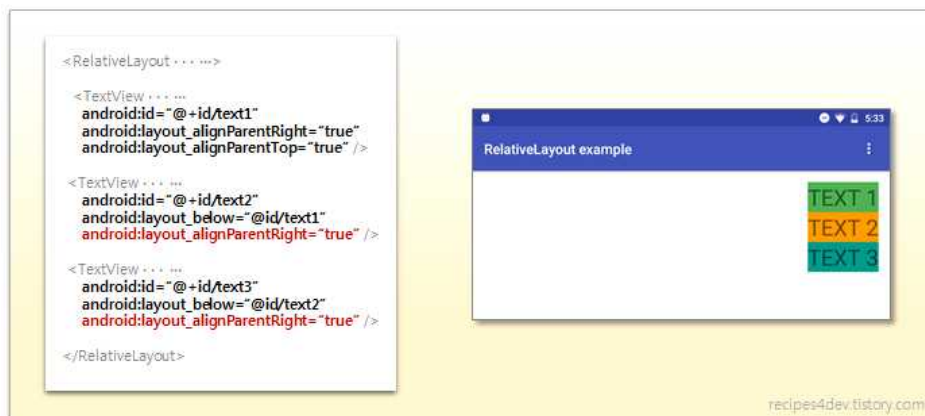 <RelativeLayout ··· ···>
<TextView ··· ···
android:id="@+id/text1"
android:layout_alignParentRight="true"
android:layout_alignParentTop="true" />
<TextView ··· ···
android:id="@+id/text2"
android:layout_below="@id/text1"
android:layout_alignParentRight="true" />
<TextView ··· ···
android:id="@+id/text3"
android:layout_below="@id/text2"
android:layout_alignParentRight="true" />
</RelativeLayout>
5:33
RelativeLayout example
TEXT 1
TEXT 2
TEXT 3
recipes4dev.tistory.com